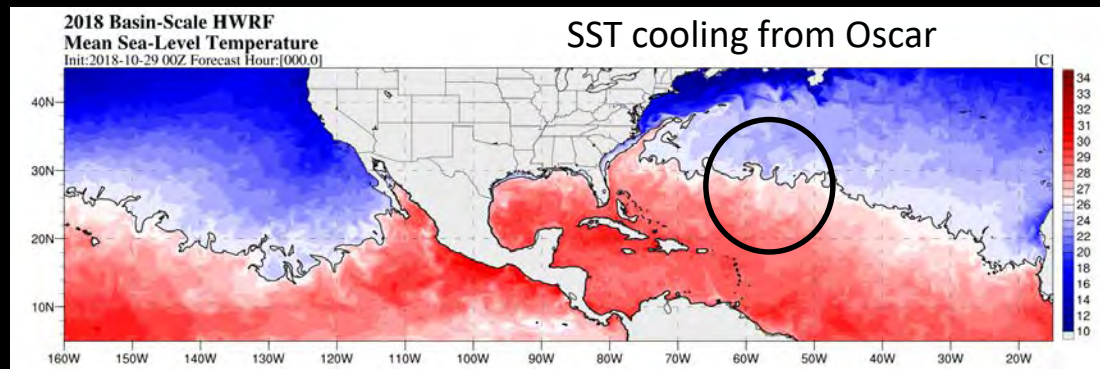 2018 Basin-Scale HWRF
Mean Sea-Level Temperature
Init:2018-10-29 00Z Forecast Hour:[000.0]
SST cooling from Oscar
[C]
40N
30N
20N
10N
160W 150W 140W 130W 120W 110W 100W 90W 80W 70W 60W 50W 40W 30W 20W
34
33
32
31
30
29
28
27
26
24
22
20
18
16
14
12
10